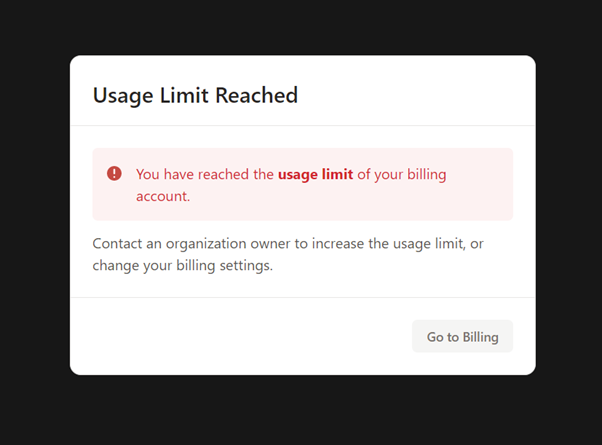 Usage Limit Reached
You have reached the usage limit of your billing
account.
Contact an organization owner to increase the usage limit, or
change your billing settings.
Go to Billing